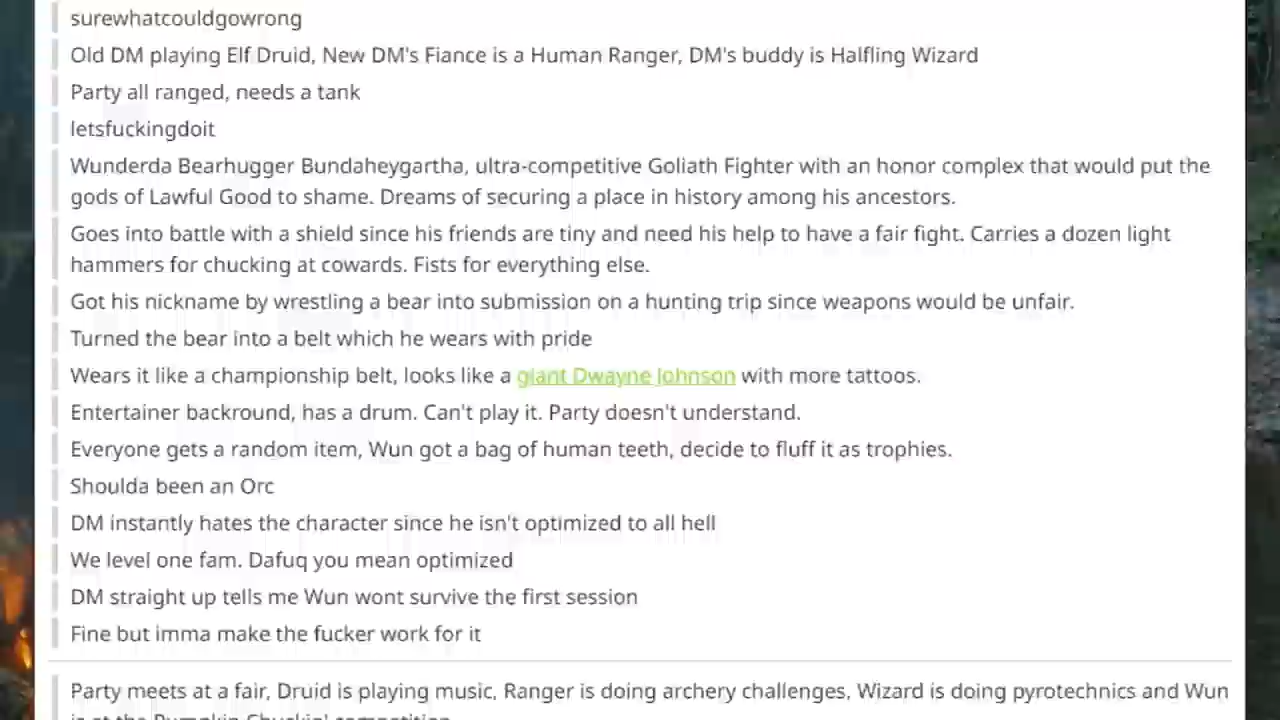 surewhatcouldgowrong
Old DM playing Elf Druid, New DM's Fiance is a Human Ranger, DM's buddy is Halfling Wizard
Party all ranged, needs a tank
letsfuckingdoit
Wunderda Bearhugger Bundaheygartha, ultra-competitive Goliath Fighter with an honor complex that would put the
gods of Lawful Good to shame. Dreams of securing a place in history among his ancestors.
Goes into battle with a shield since his friends are tiny and need his help to have a fair fight. Carries a dozen light
hammers for chucking at cowards. Fists for everything else.
Got his nickname by wrestling a bear into submission on a hunting trip since weapons would be unfair.
Turned the bear into a belt which he wears with pride
Wears it like a championship belt, looks like a giant Dwayne Johnson with more tattoos.
Entertainer backround, has a drum. Can't play it. Party doesn't understand.
Everyone gets a random item, Wun got a bag of human teeth, decide to fluff it as trophies.
Shoulda been an Orc
DM instantly hates the character since he isn't optimized to all hell
We level one fam. Dafuq you mean optimized
DM straight up tells me Wun wont survive the first session
Fine but imma make the fucker work for it
Party meets at a fair, Druid is playing music, Ranger is doing archery challenges, Wizard is doing pyrotechnics and Wun
is at the Pumpkin Chuckin' competition